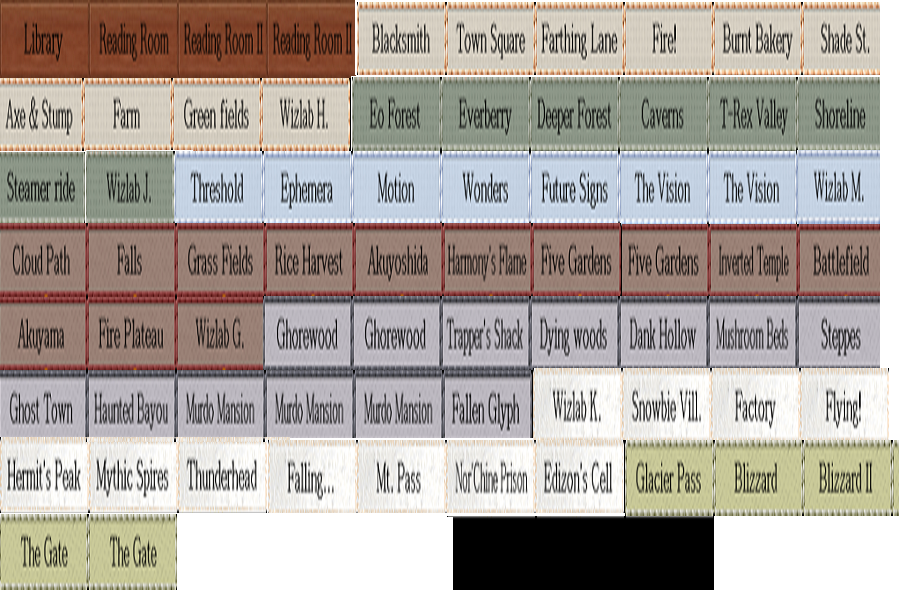 Library Reading Room Reading Room II Reading Room II Blacksmith Town Square Farthing Lane Fire! Burnt Bakery Shade St.
Axe & Stump Farm Green fields Wizlab H. Eo Forest Everberry Deeper Forest Caverns T-Rex Valley Shoreline
Steamer ride Wizlab J. Threshold Ephemera Motion Wonders Future Signs The Vision The Vision Wizlab M.
Cloud Path Falls Grass Fields Rice Harvest Akuyoshida Harmony's Flame Five Gardens Five Gardens Inverted Temple Battlefield
Akuyama Fire Plateau Wizlab G. Ghorewood Ghorewood Trapper's Shack Dying woods Dank Hollow Mushroom Beds Steppes
Ghost Town Haunted Bayou Murdo Mansion Murdo Mansion Murdo Mansion Fallen Glyph Wizlab K. Snowbie Vill. Factory Flying!
Hermit's Peak Mythic Spires Thunderhead Falling... Mt. Pass Nor'Chine Prison Edizon's Cell Glacier Pass Blizzard Blizzard II
The Gate The Gate